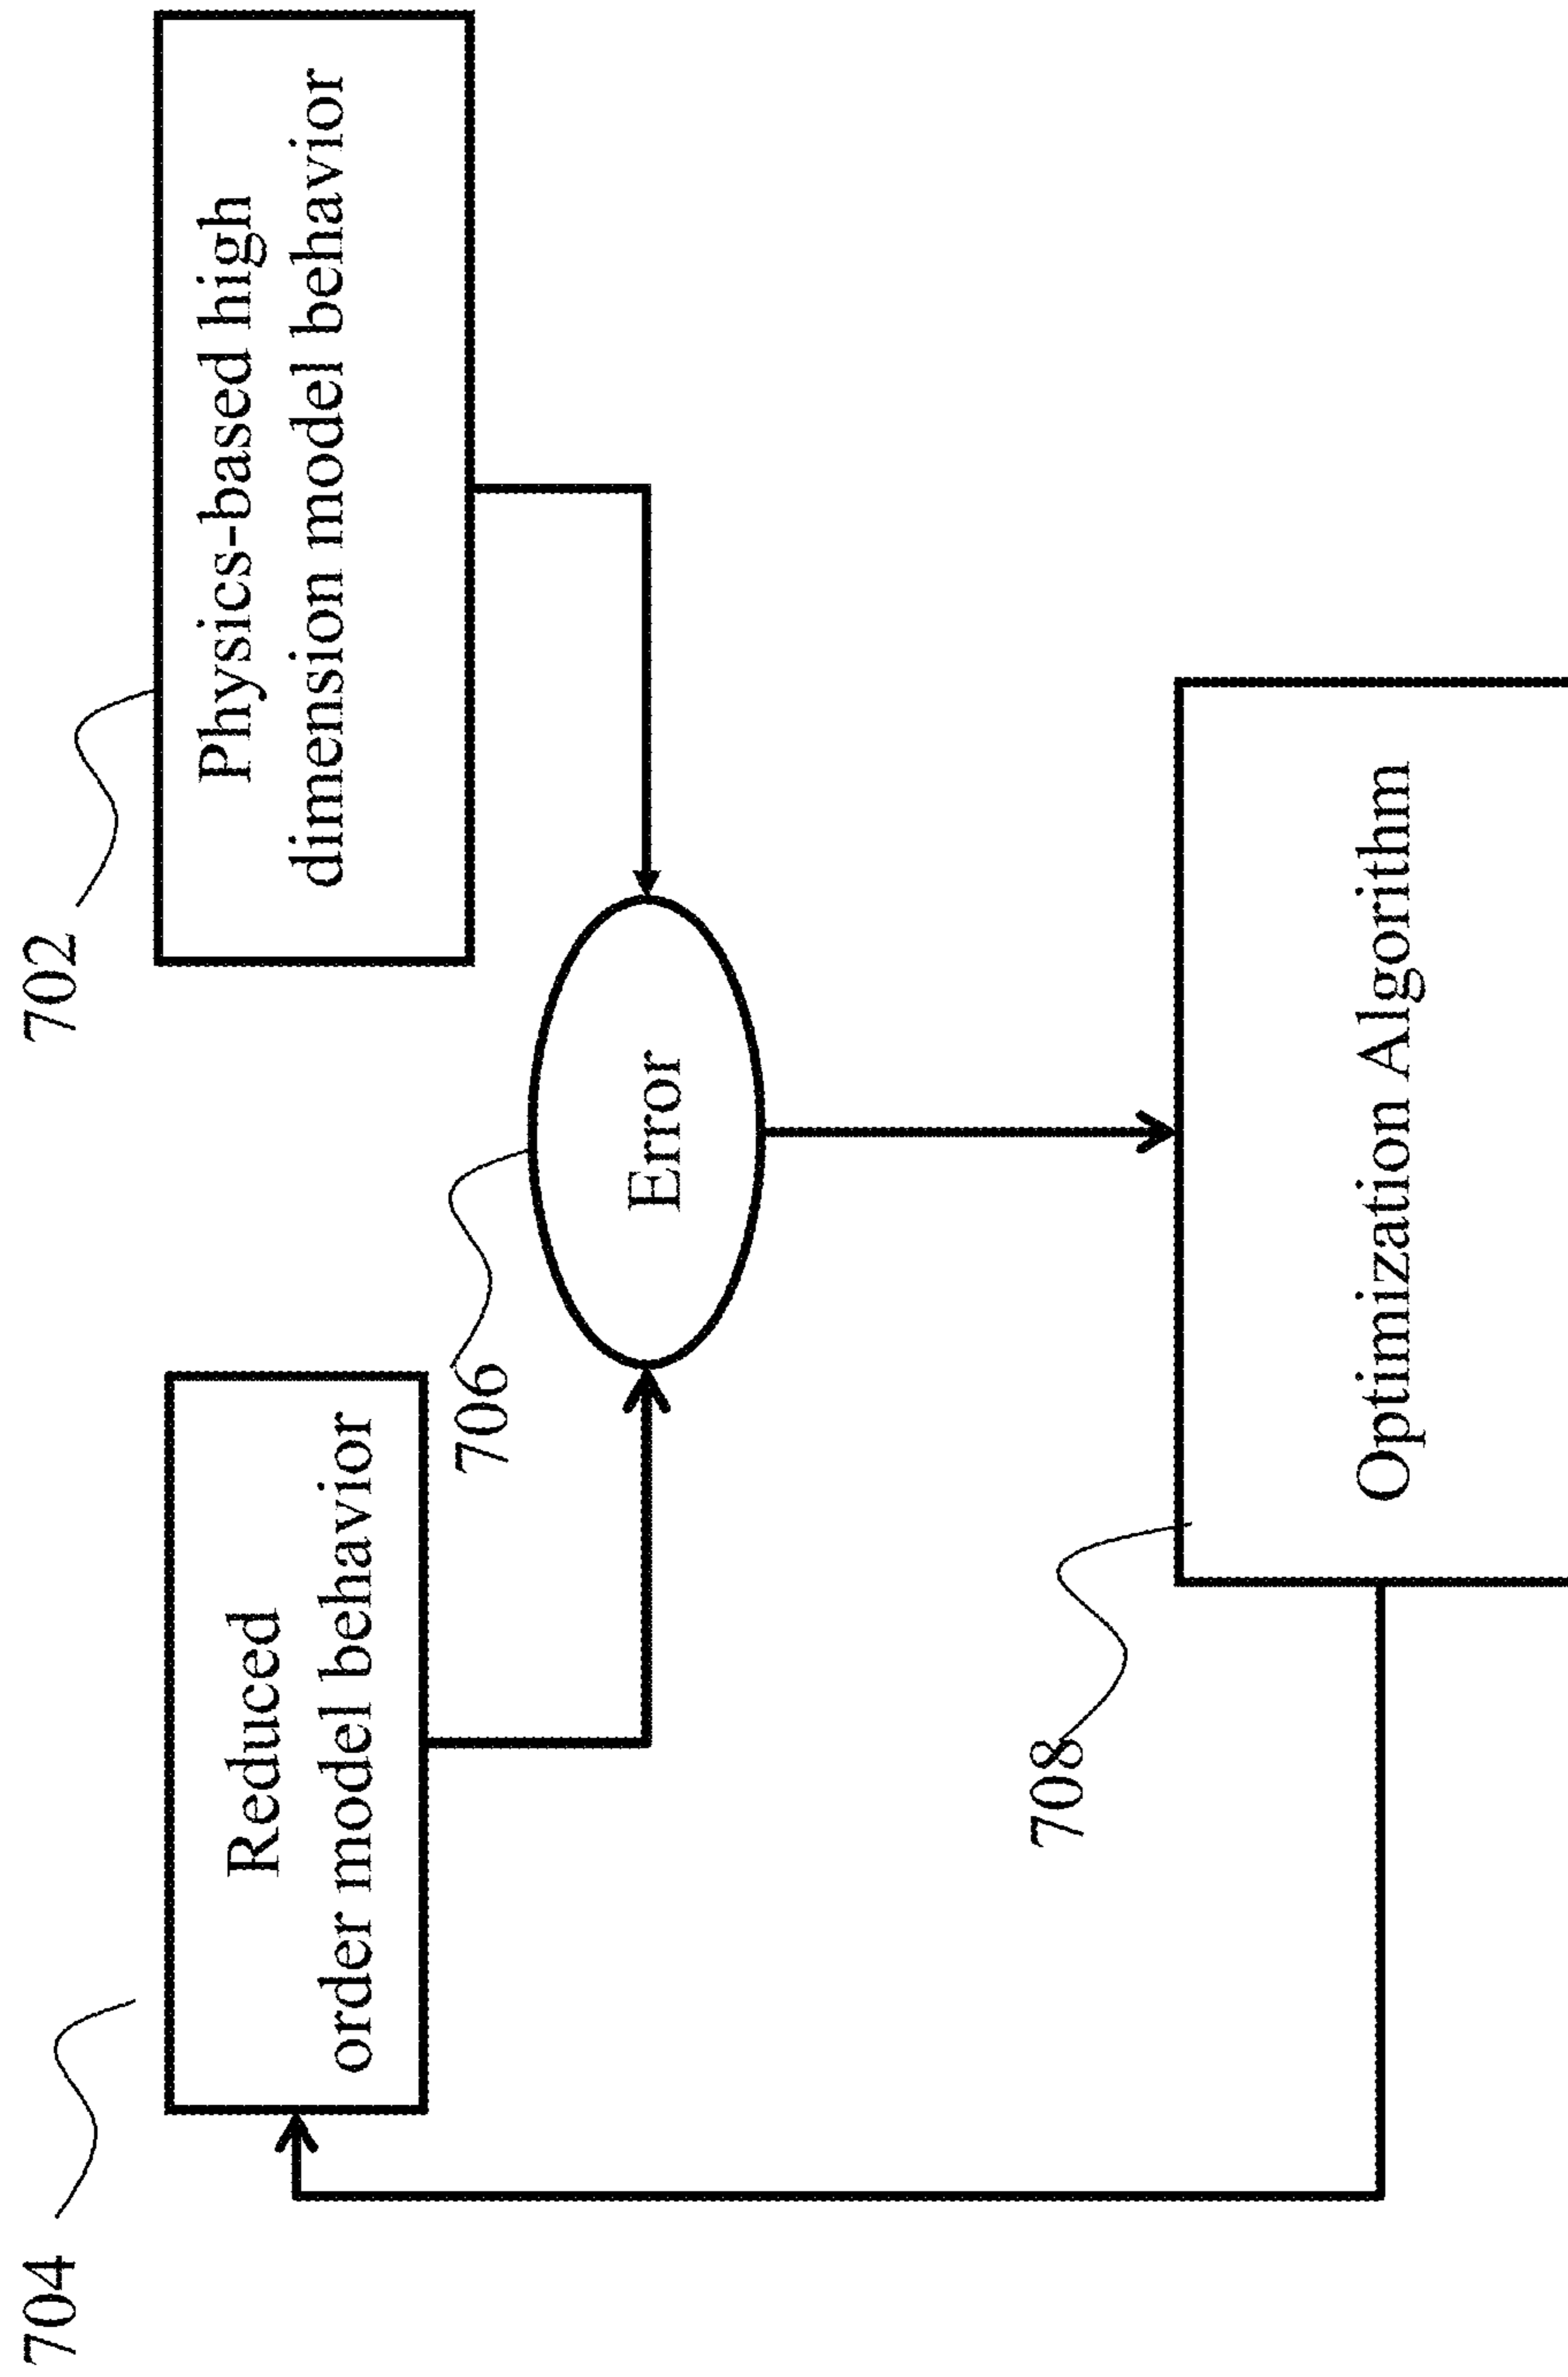 704
Reduced
order model behavior
702
Physics-based high
dimension model behavior
706
Error
708
Optimization Algorithm